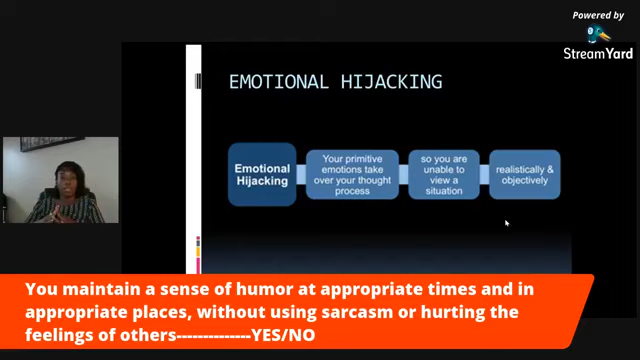 Powered by
StreamYard
EMOTIONAL HIJACKING
Emotional
Hijacking
Your primitive
emotions take
over your thought
process
so you are
unable to
view a
situation
realistically &
objectively
You maintain a sense of humor at appropriate times and in
appropriate places, without using sarcasm or hurting the
feelings of others--------------YES/NO